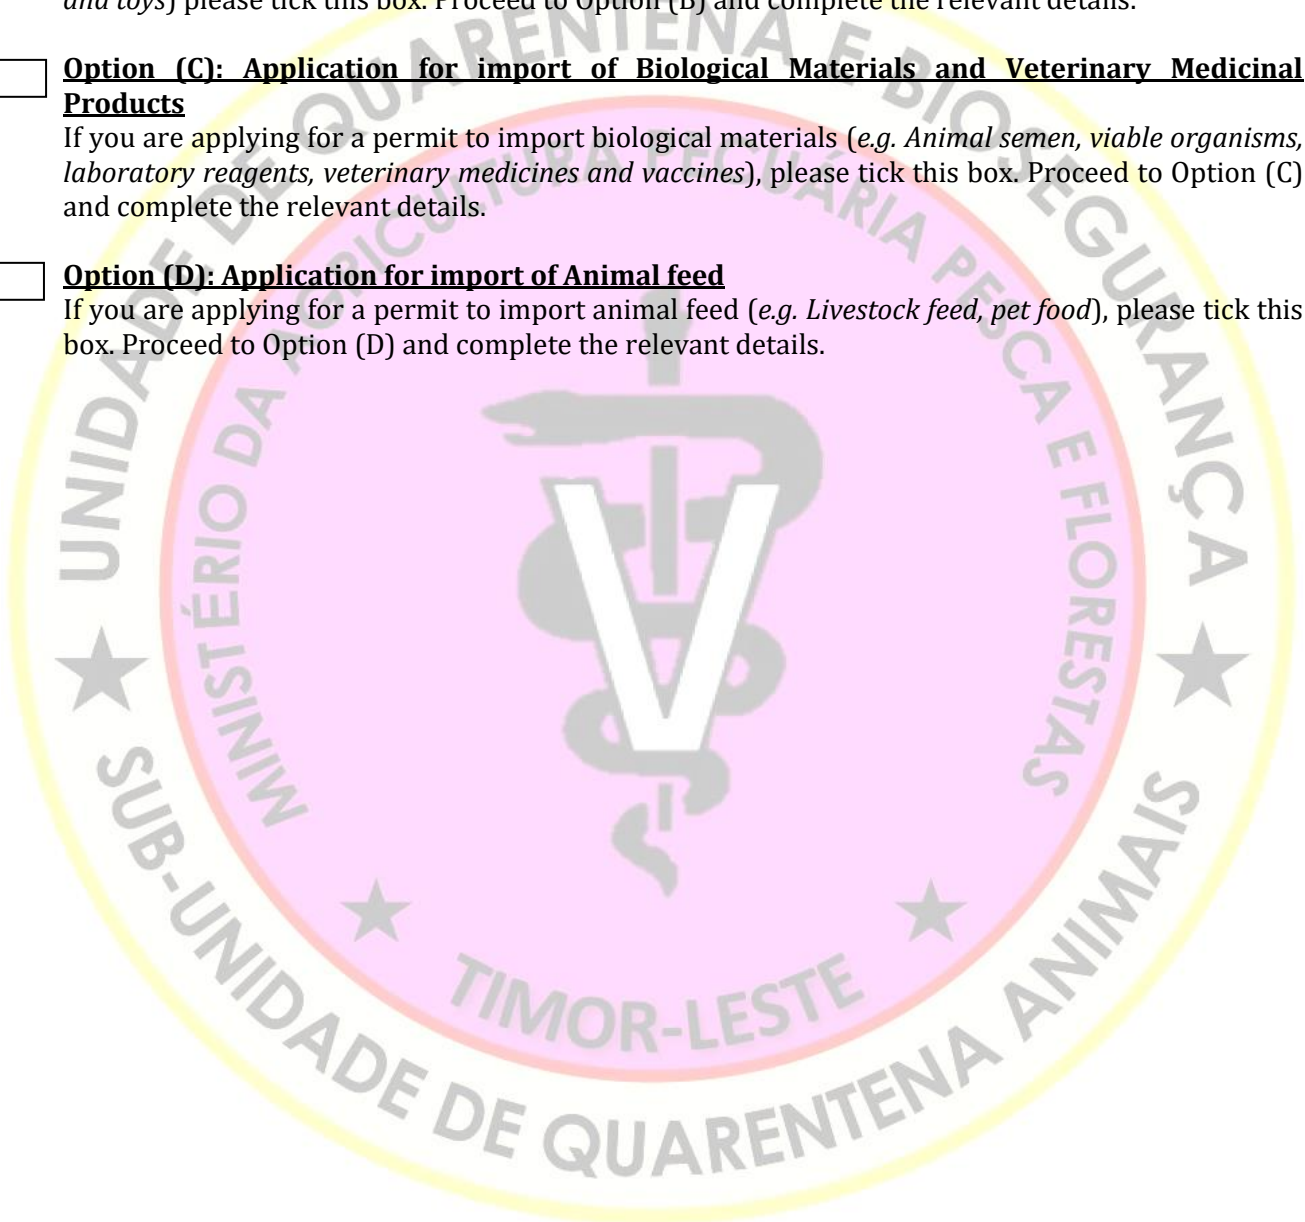 and toys) please tick this box. Proceed to Option (B) and complete the relevant details.
Option (C): Application for import of Biological Materials and Veterinary Medicinal
Products
If you are applying for a permit to import biological materials (e.g. Animal semen, viable organisms,
laboratory reagents, veterinary medicines and vaccines), please tick this box. Proceed to Option (C)
and complete the relevant details.
Option (D): Application for import of Animal feed
If you are applying for a permit to import animal feed (e.g. Livestock feed, pet food), please tick this
box. Proceed to Option (D) and complete the relevant details.
UNIDADE DE QUARENTENA E BIOSEGURANÇA
MINISTÉRIO DA AGRICULTURA PECUÁRIA PESCA E FLORESTAS
V
TIMOR-LESTE
SUB-UNIDADE DE QUARENTENA ANIMAIS